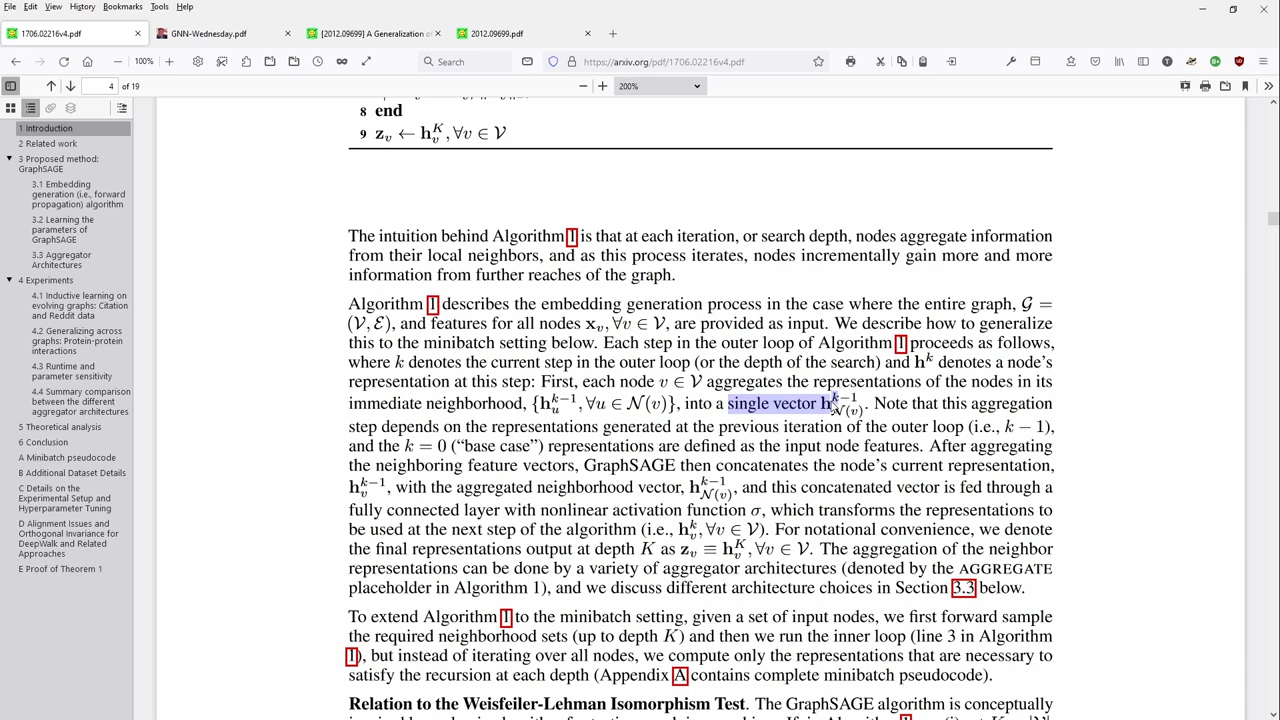 File Edit View History Bookmarks Tools Help
1706.02216v4.pdf
GNN-Wednesday.pdf
[2012.09699] A Generalization o
2012.09699.pdf
100%
Search
https://arxiv.org/pdf/1706.02216v4.pdf
4 of 19
200%
1 Introduction
2 Related work
3 Proposed method:
GraphSAGE
3.1 Embedding
generation (i.e., forward
propagation) algorithm
3.2 Learning the
parameters of
GraphSAGE
3.3 Aggregator
Architectures
4 Experiments
4.1 Inductive learning on
evolving graphs: Citation
and Reddit data
4.2 Generalizing across
graphs: Protein-protein
interactions
4.3 Runtime and
parameter sensitivity
4.4 Summary comparison
between the different
aggregator architectures
5 Theoretical analysis
6 Conclusion
A Minibatch pseudocode
B Additional Dataset Details
C Details on the
Experimental Setup and
Hyperparameter Tuning
D Alignment Issues and
Orthogonal Invariance for
DeepWalk and Related
Approaches
E Proof of Theorem 1
8 end
9 z_v ← h_v^K, ∀v ∈ V
The intuition behind Algorithm 1 is that at each iteration, or search depth, nodes aggregate information
from their local neighbors, and as this process iterates, nodes incrementally gain more and more
information from further reaches of the graph.
Algorithm 1 describes the embedding generation process in the case where the entire graph, G =
(V, E), and features for all nodes x_v, ∀v ∈ V, are provided as input. We describe how to generalize
this to the minibatch setting below. Each step in the outer loop of Algorithm 1 proceeds as follows,
where k denotes the current step in the outer loop (or the depth of the search) and h^k denotes a node's
representation at this step: First, each node v ∈ V aggregates the representations of the nodes in its
immediate neighborhood, {h_u^{k−1}, ∀u ∈ N(v)}, into a single vector h_{N(v)}^{k−1}. Note that this aggregation
step depends on the representations generated at the previous iteration of the outer loop (i.e., k − 1),
and the k = 0 (“base case”) representations are defined as the input node features. After aggregating
the neighboring feature vectors, GraphSAGE then concatenates the node's current representation,
h_v^{k−1}, with the aggregated neighborhood vector, h_{N(v)}^{k−1}, and this concatenated vector is fed through a
fully connected layer with nonlinear activation function σ, which transforms the representations to
be used at the next step of the algorithm (i.e., h_v^k, ∀v ∈ V). For notational convenience, we denote
the final representations output at depth K as z_v ≡ h_v^K, ∀v ∈ V. The aggregation of the neighbor
representations can be done by a variety of aggregator architectures (denoted by the AGGREGATE
placeholder in Algorithm 1), and we discuss different architecture choices in Section 3.3 below.
To extend Algorithm 1 to the minibatch setting, given a set of input nodes, we first forward sample
the required neighborhood sets (up to depth K) and then we run the inner loop (line 3 in Algorithm
1), but instead of iterating over all nodes, we compute only the representations that are necessary to
satisfy the recursion at each depth (Appendix A contains complete minibatch pseudocode).
Relation to the Weisfeiler-Lehman Isomorphism Test. The GraphSAGE algorithm is conceptually